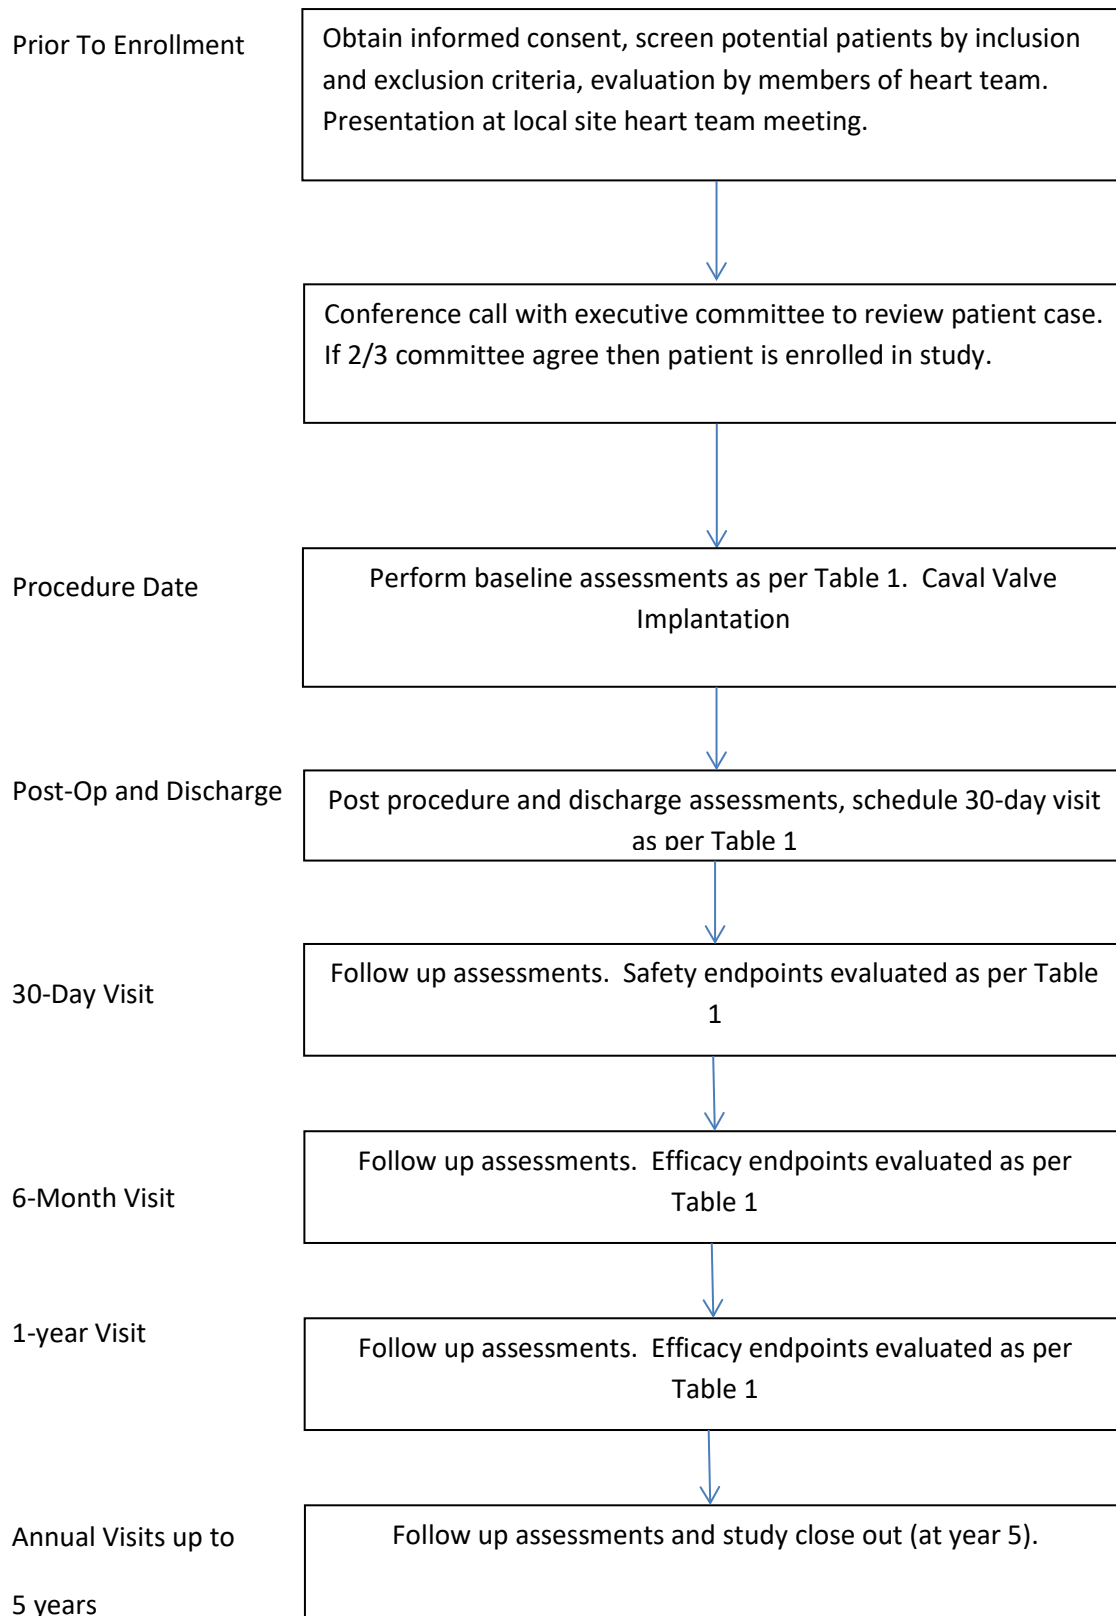 Prior To Enrollment
Obtain informed consent, screen potential patients by inclusion
and exclusion criteria, evaluation by members of heart team.
Presentation at local site heart team meeting.
Conference call with executive committee to review patient case.
If 2/3 committee agree then patient is enrolled in study.
Procedure Date
Perform baseline assessments as per Table 1.  Caval Valve
Implantation
Post-Op and Discharge
Post procedure and discharge assessments, schedule 30-day visit
as per Table 1
30-Day Visit
Follow up assessments.  Safety endpoints evaluated as per Table
1
6-Month Visit
Follow up assessments.  Efficacy endpoints evaluated as per
Table 1
1-year Visit
Follow up assessments.  Efficacy endpoints evaluated as per
Table 1
Annual Visits up to
5 years
Follow up assessments and study close out (at year 5).